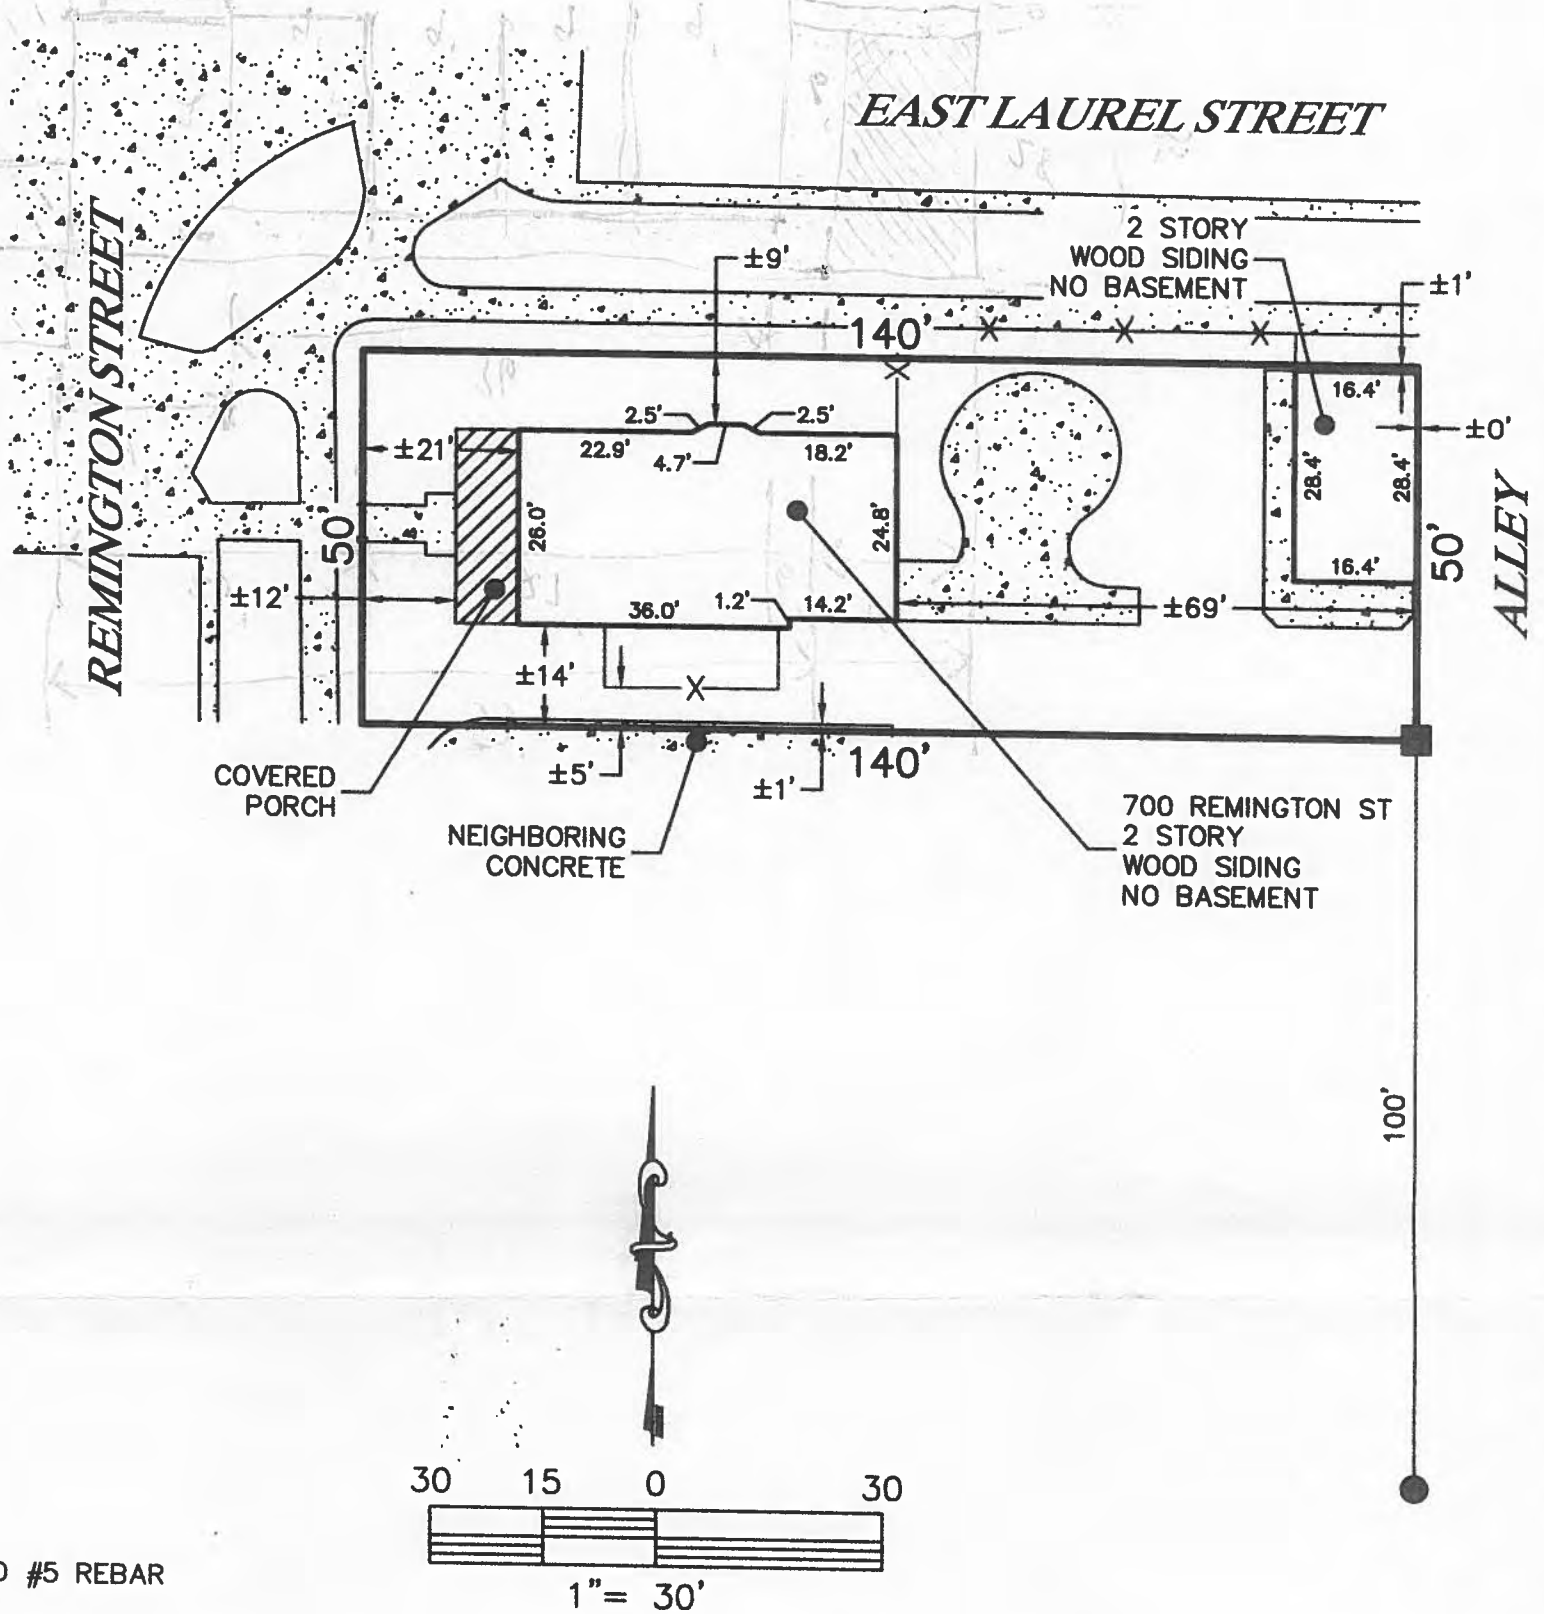 EAST LAUREL STREET
REMINGTON STREET
2 STORY
WOOD SIDING
NO BASEMENT
±9'
±1'
140'
16.4'
±0'
2.5'
2.5'
22.9'
4.7'
18.2'
±21'
28.4'
28.4'
50'
26.0'
24.8'
50'
ALLEY
16.4'
±12'
36.0'
1.2'
14.2'
±69'
±14'
±5'
±1'
140'
COVERED
PORCH
NEIGHBORING
CONCRETE
700 REMINGTON ST
2 STORY
WOOD SIDING
NO BASEMENT
100'
30 15 0 30
1"= 30'
#5 REBAR